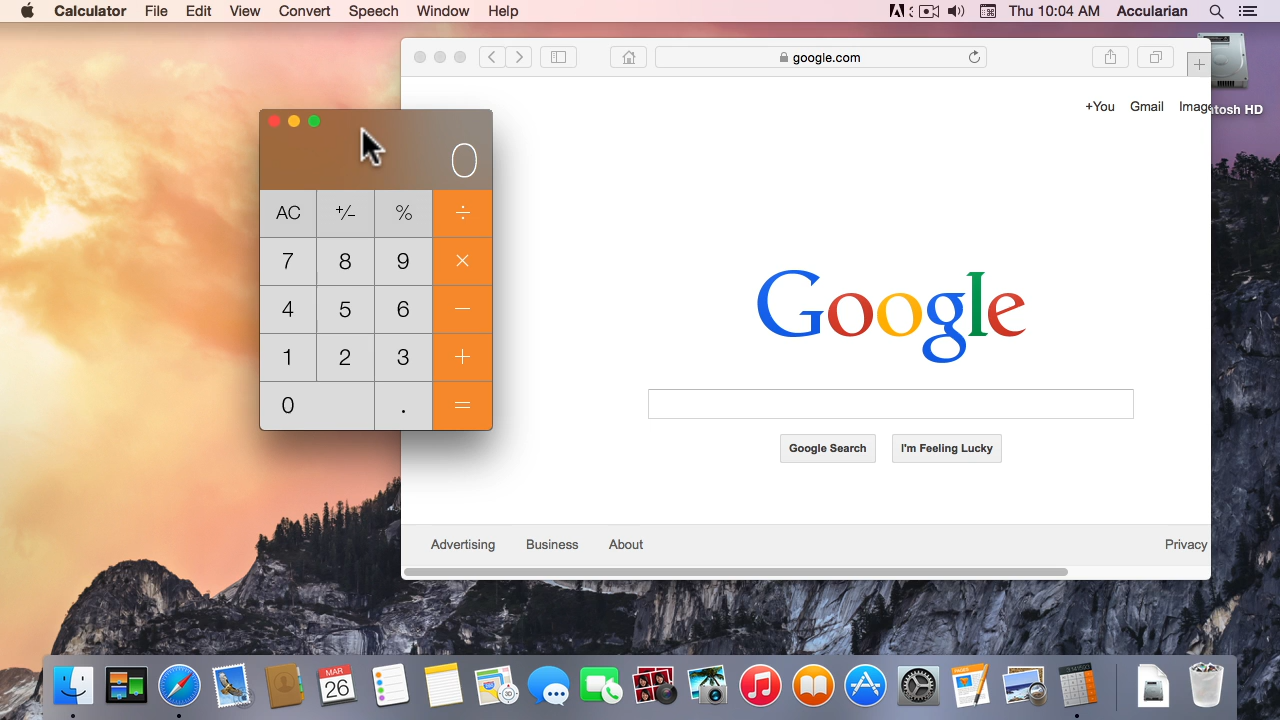 Calculator File Edit View Convert Speech Window Help Thu 10:04 AM Accularian
google.com
+You Gmail Image
tosh HD
0
AC +/− % ÷
7 8 9 ×
4 5 6 −
1 2 3 +
0 . =
Google
Google Search I'm Feeling Lucky
Advertising Business About Privacy
MAR
26